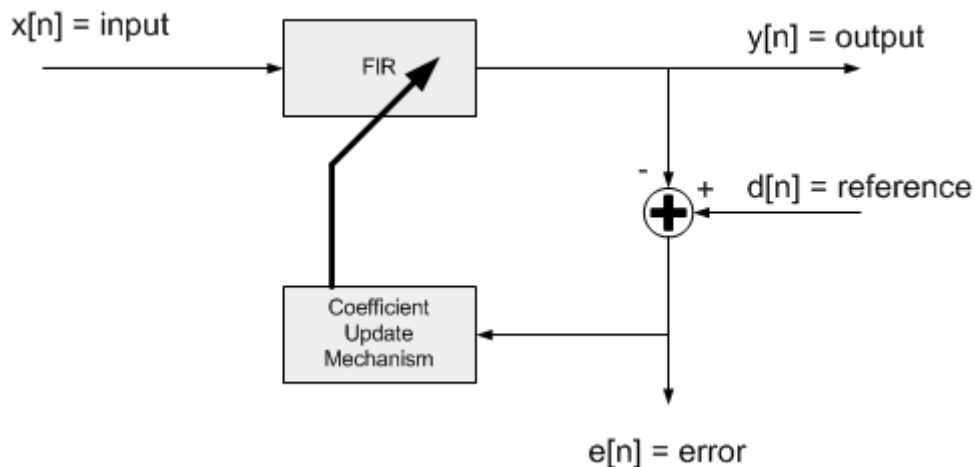 x[n] = input
FIR
y[n] = output
-
+
d[n] = reference
Coefficient
Update
Mechanism
e[n] = error